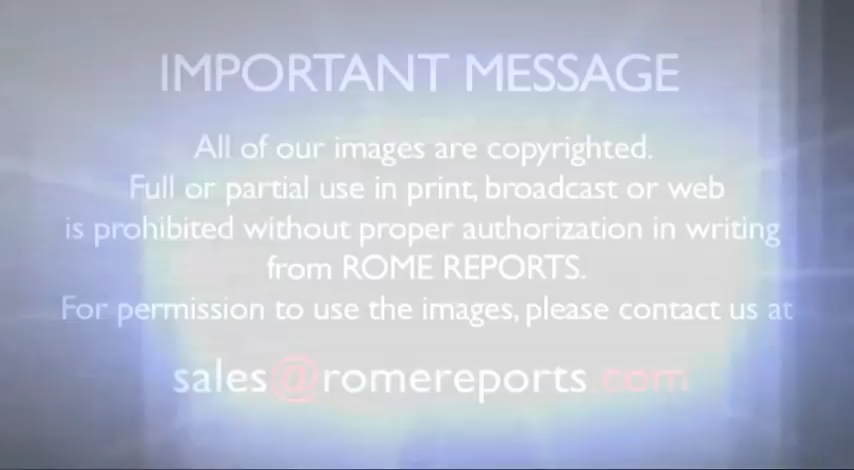 IMPORTANT MESSAGE
All of our images are copyrighted.
Full or partial use in print, broadcast or web
is prohibited without proper authorization in writing
from ROME REPORTS.
For permission to use the images, please contact us at
sales@romereports.com